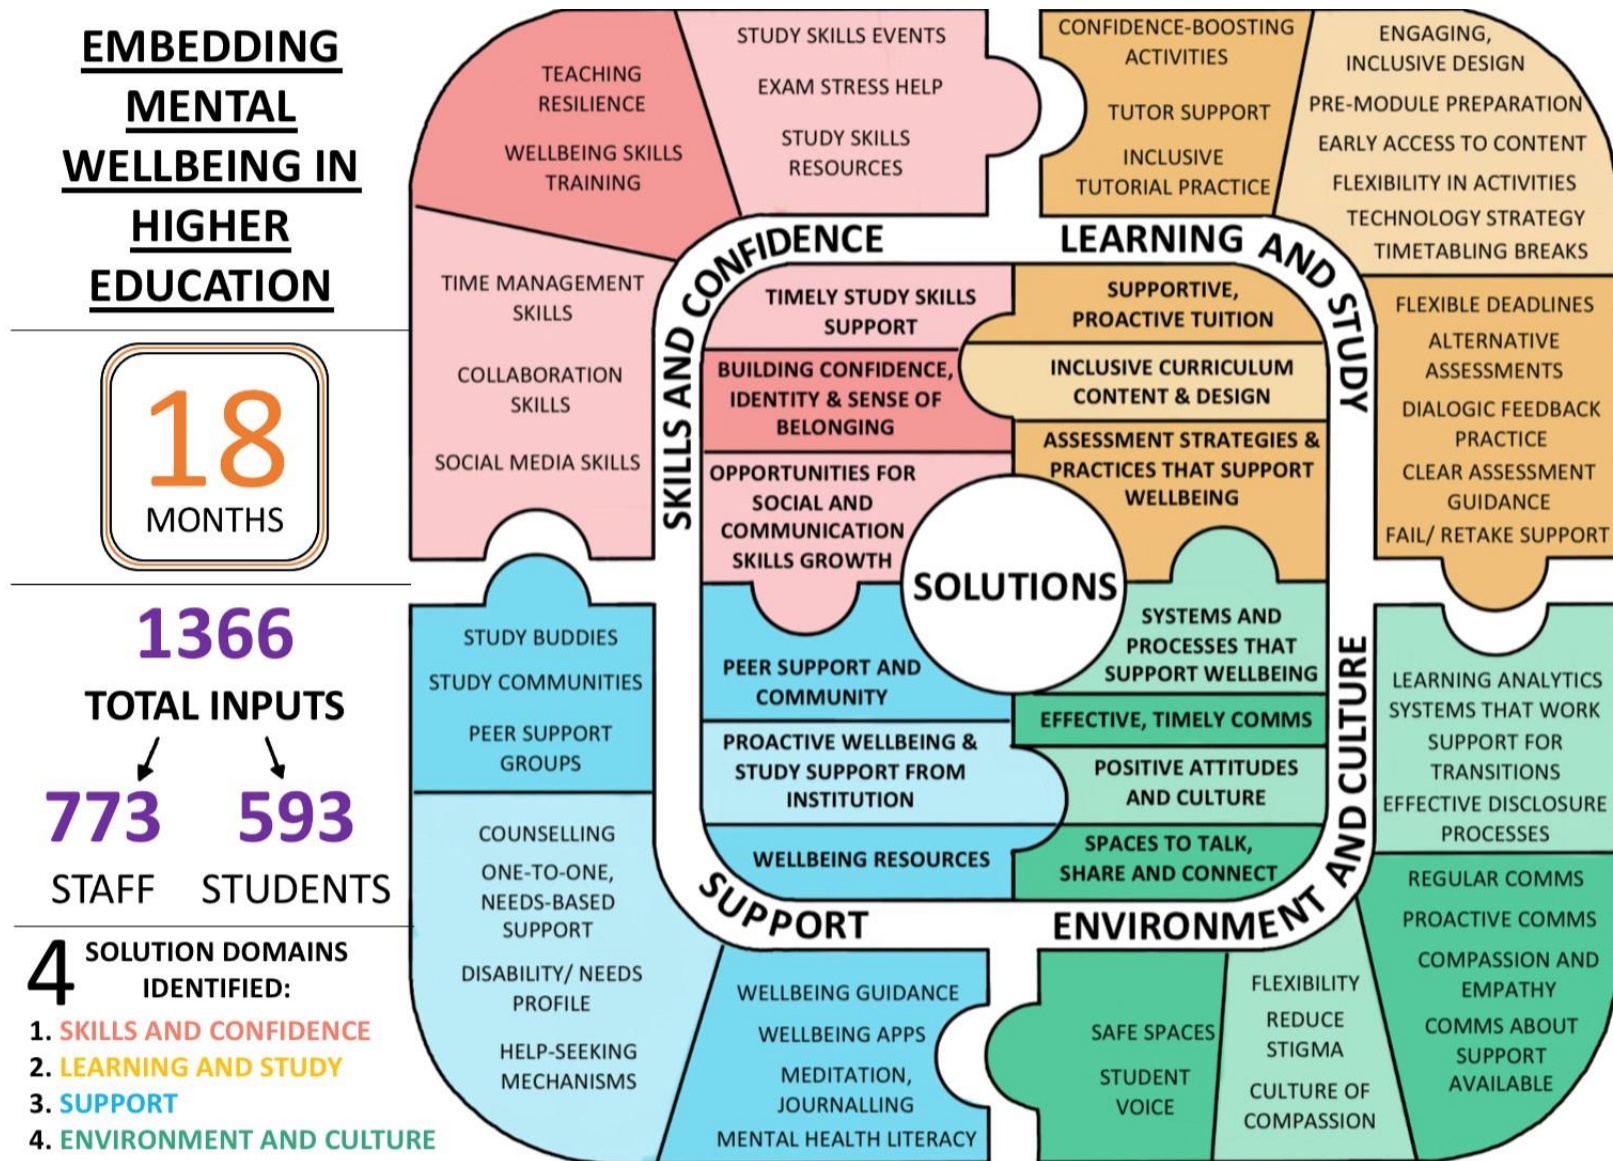 EMBEDDING
MENTAL
WELLBEING IN
HIGHER
EDUCATION
18
MONTHS
1366
TOTAL INPUTS
773
STAFF
593
STUDENTS
4
SOLUTION DOMAINS
IDENTIFIED:
1. SKILLS AND CONFIDENCE
2. LEARNING AND STUDY
3. SUPPORT
4. ENVIRONMENT AND CULTURE
TEACHING
RESILIENCE
WELLBEING SKILLS
TRAINING
STUDY SKILLS EVENTS
EXAM STRESS HELP
STUDY SKILLS
RESOURCES
TIME MANAGEMENT
SKILLS
COLLABORATION
SKILLS
SOCIAL MEDIA SKILLS
CONFIDENCE-BOOSTING
ACTIVITIES
TUTOR SUPPORT
INCLUSIVE
TUTORIAL PRACTICE
ENGAGING,
INCLUSIVE DESIGN
PRE-MODULE PREPARATION
EARLY ACCESS TO CONTENT
FLEXIBILITY IN ACTIVITIES
TECHNOLOGY STRATEGY
TIMETABLING BREAKS
FLEXIBLE DEADLINES
ALTERNATIVE
ASSESSMENTS
DIALOGIC FEEDBACK
PRACTICE
CLEAR ASSESSMENT
GUIDANCE
FAIL/ RETAKE SUPPORT
SKILLS AND CONFIDENCE
LEARNING AND STUDY
TIMELY STUDY SKILLS
SUPPORT
BUILDING CONFIDENCE,
IDENTITY & SENSE OF
BELONGING
OPPORTUNITIES FOR
SOCIAL AND
COMMUNICATION
SKILLS GROWTH
SUPPORTIVE,
PROACTIVE TUITION
INCLUSIVE CURRICULUM
CONTENT & DESIGN
ASSESSMENT STRATEGIES &
PRACTICES THAT SUPPORT
WELLBEING
SOLUTIONS
PEER SUPPORT AND
COMMUNITY
PROACTIVE WELLBEING &
STUDY SUPPORT FROM
INSTITUTION
WELLBEING RESOURCES
SYSTEMS AND
PROCESSES THAT
SUPPORT WELLBEING
EFFECTIVE, TIMELY COMMS
POSITIVE ATTITUDES
AND CULTURE
SPACES TO TALK,
SHARE AND CONNECT
SUPPORT
ENVIRONMENT AND CULTURE
STUDY BUDDIES
STUDY COMMUNITIES
PEER SUPPORT
GROUPS
COUNSELLING
ONE-TO-ONE,
NEEDS-BASED
SUPPORT
DISABILITY/ NEEDS
PROFILE
HELP-SEEKING
MECHANISMS
WELLBEING GUIDANCE
WELLBEING APPS
MEDITATION,
JOURNALLING
MENTAL HEALTH LITERACY
LEARNING ANALYTICS
SYSTEMS THAT WORK
SUPPORT FOR
TRANSITIONS
EFFECTIVE DISCLOSURE
PROCESSES
REGULAR COMMS
PROACTIVE COMMS
COMPASSION AND
EMPATHY
COMMS ABOUT
SUPPORT
AVAILABLE
FLEXIBILITY
REDUCE
STIGMA
CULTURE OF
COMPASSION
SAFE SPACES
STUDENT
VOICE